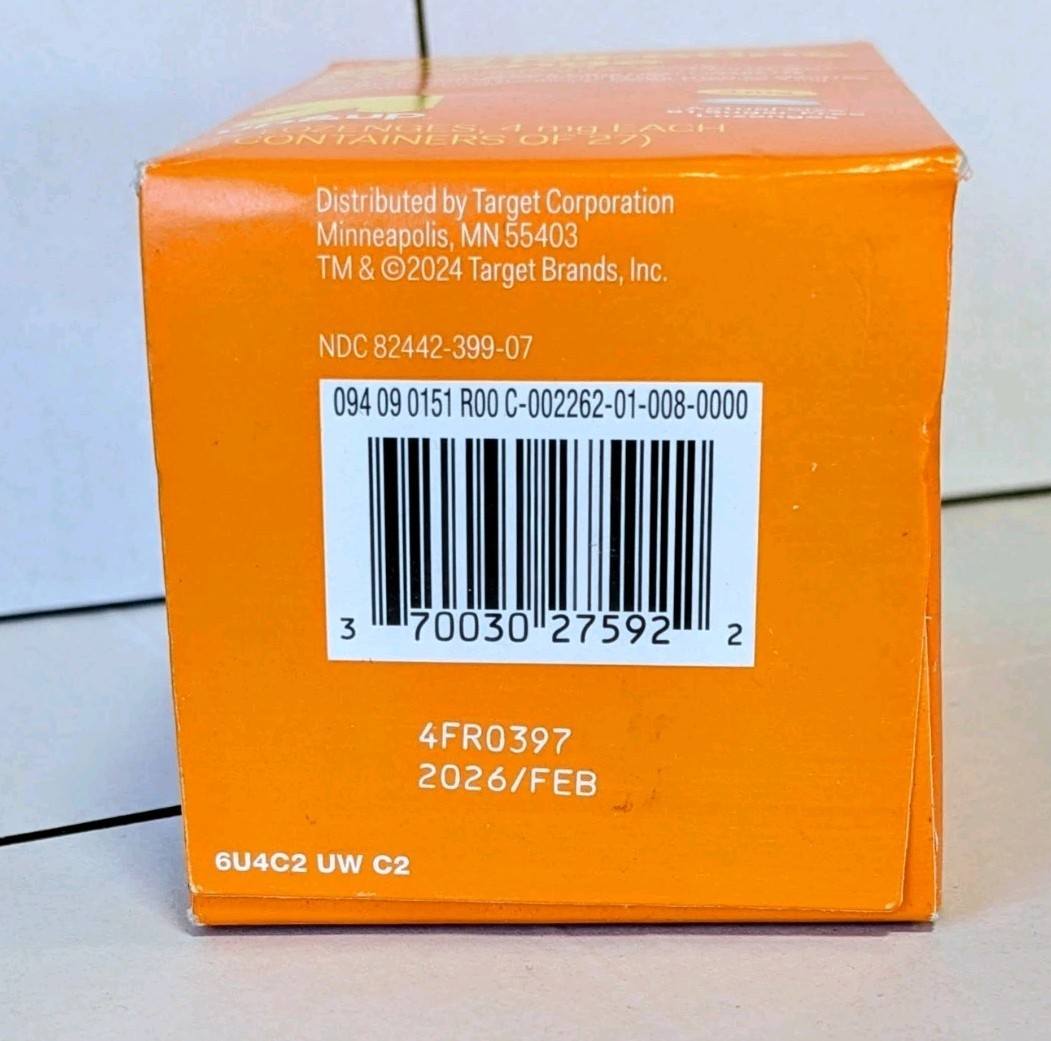 LOZENGES, 4 mg EACH
CONTAINERS OF 27)
Distributed by Target Corporation
Minneapolis, MN 55403
TM & ©2024 Target Brands, Inc.
NDC 82442-399-07
094 09 0151 R00 C-002262-01-008-0000
3 70030 27592 2
4FR0397
2026/FEB
6U4C2 UW C2